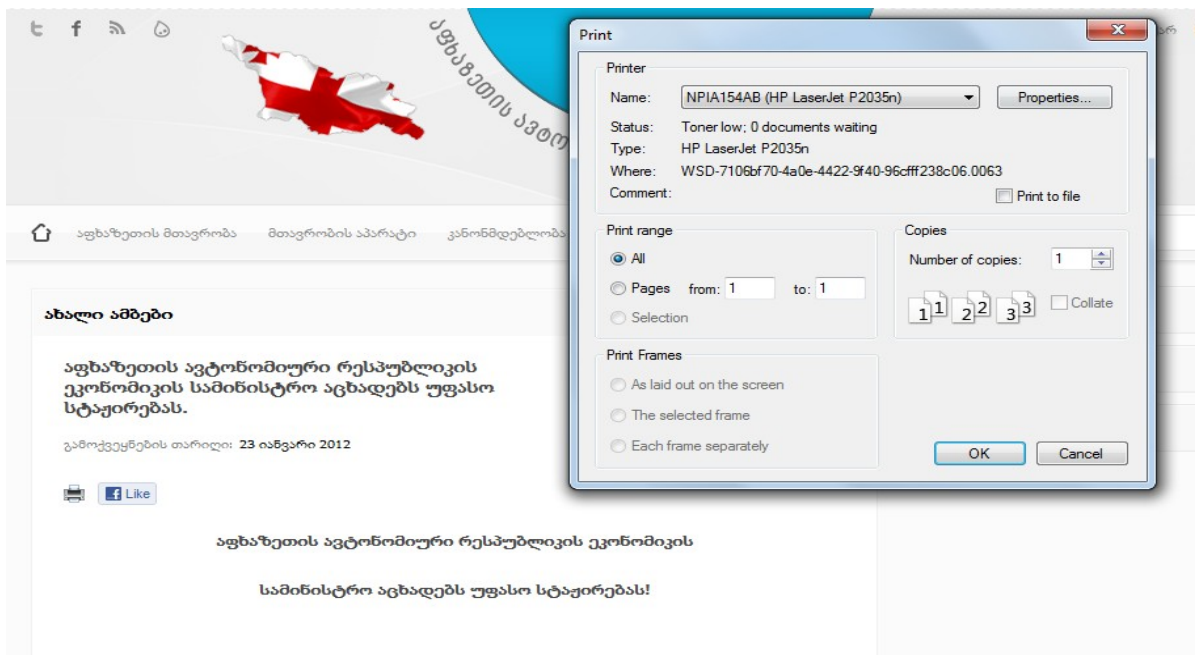 აფხაზეთის ავტო
Print
Printer
Name: NPIA154AB (HP LaserJet P2035n) Properties...
Status: Toner low; 0 documents waiting
Type: HP LaserJet P2035n
Where: WSD-7106bf70-4a0e-4422-9f40-96cfff238c06.0063
Comment: Print to file
Print range
All
Pages from: 1 to: 1
Selection
Copies
Number of copies: 1
11 22 33 Collate
Print Frames
As laid out on the screen
The selected frame
Each frame separately
OK Cancel
აფხაზეთის მთავრობა მთავრობის აპარატი კანონმდებლობა
ახალი ამბები
აფხაზეთის ავტონომიური რესპუბლიკის
ეკონომიკის სამინისტრო აცხადებს უფასო
სტაჟირებას.
გამოქვეყნების თარიღი: 23 იანვარი 2012
Like
აფხაზეთის ავტონომიური რესპუბლიკის ეკონომიკის
სამინისტრო აცხადებს უფასო სტაჟირებას!